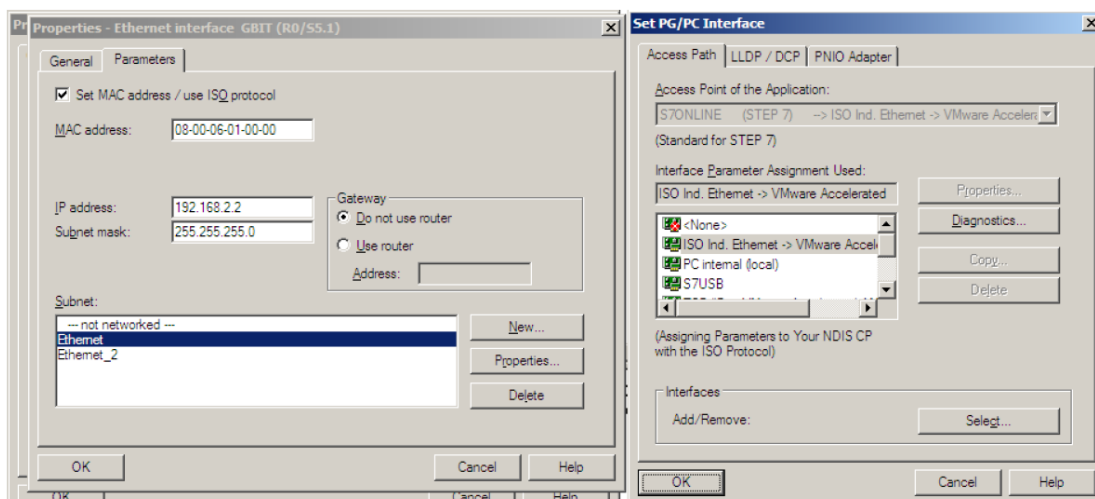 Pr
Properties - Ethernet interface GBIT (R0/S5.1)
General
Parameters
Set MAC address / use ISO protocol
MAC address:
08-00-06-01-00-00
IP address:
192.168.2.2
Subnet mask:
255.255.255.0
Gateway
Do not use router
Use router
Address:
Subnet:
--- not networked ---
Ethernet
Ethernet_2
New...
Properties...
Delete
OK
Cancel
Help
OK
Cancel
Help
Set PG/PC Interface
Access Path
LLDP / DCP
PNIO Adapter
Access Point of the Application:
S7ONLINE (STEP 7) --> ISO Ind. Ethernet -> VMware Accelera
(Standard for STEP 7)
Interface Parameter Assignment Used:
ISO Ind. Ethernet -> VMware Accelerated
Properties...
<None>
ISO Ind. Ethernet -> VMware Accel
PC internal (local)
S7USB
Diagnostics...
Copy...
Delete
(Assigning Parameters to Your NDIS CP
with the ISO Protocol)
Interfaces
Add/Remove:
Select...
OK
Cancel
Help